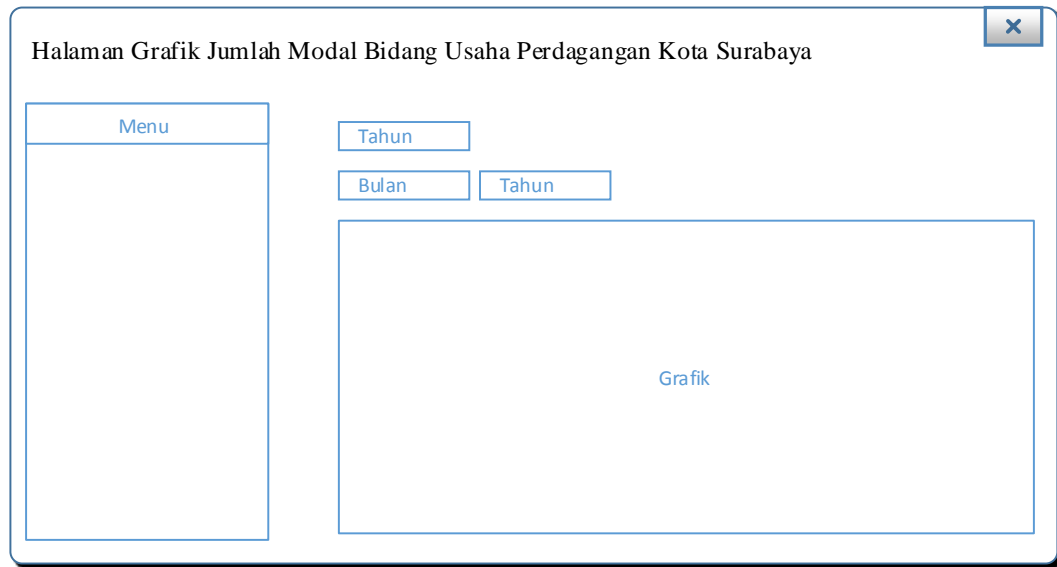 Halaman Grafik Jumlah Modal Bidang Usaha Perdagangan Kota Surabaya
Menu
Tahun
Bulan Tahun
Grafik